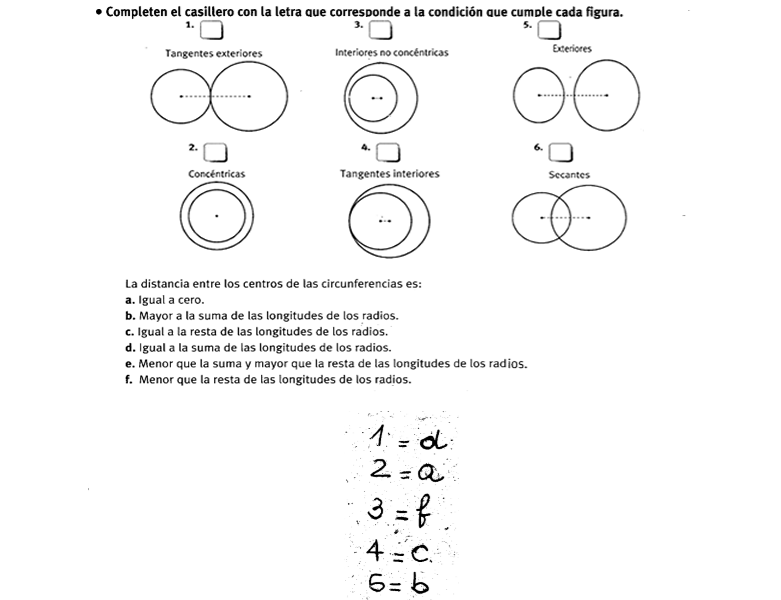 • Completen el casillero con la letra que corresponde a la condición que cumple cada figura.
1.
Tangentes exteriores
3.
Interiores no concéntricas
5.
Exteriores
2.
Concéntricas
4.
Tangentes interiores
6.
Secantes
La distancia entre los centros de las circunferencias es:
a. Igual a cero.
b. Mayor a la suma de las longitudes de los radios.
c. Igual a la resta de las longitudes de los radios.
d. Igual a la suma de las longitudes de los radios.
e. Menor que la suma y mayor que la resta de las longitudes de los radios.
f. Menor que la resta de las longitudes de los radios.
1 = d
2 = a
3 = f
4 = c
5 = b